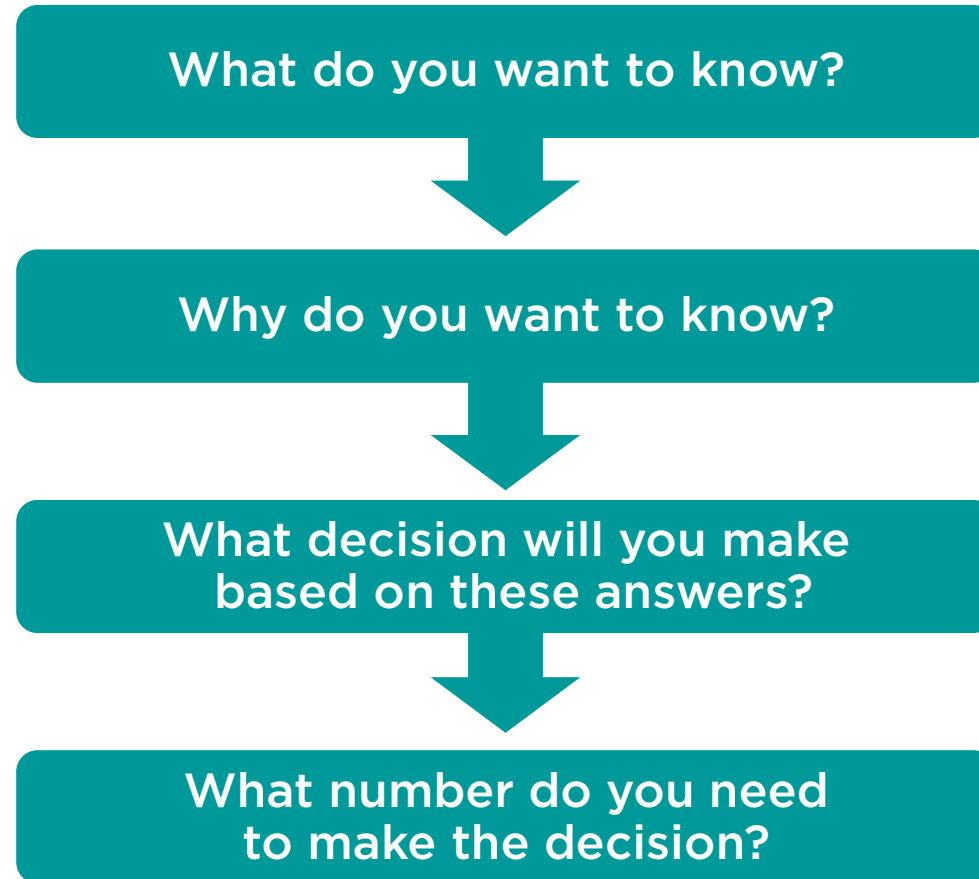 What do you want to know?
Why do you want to know?
What decision will you make
based on these answers?
What number do you need
to make the decision?